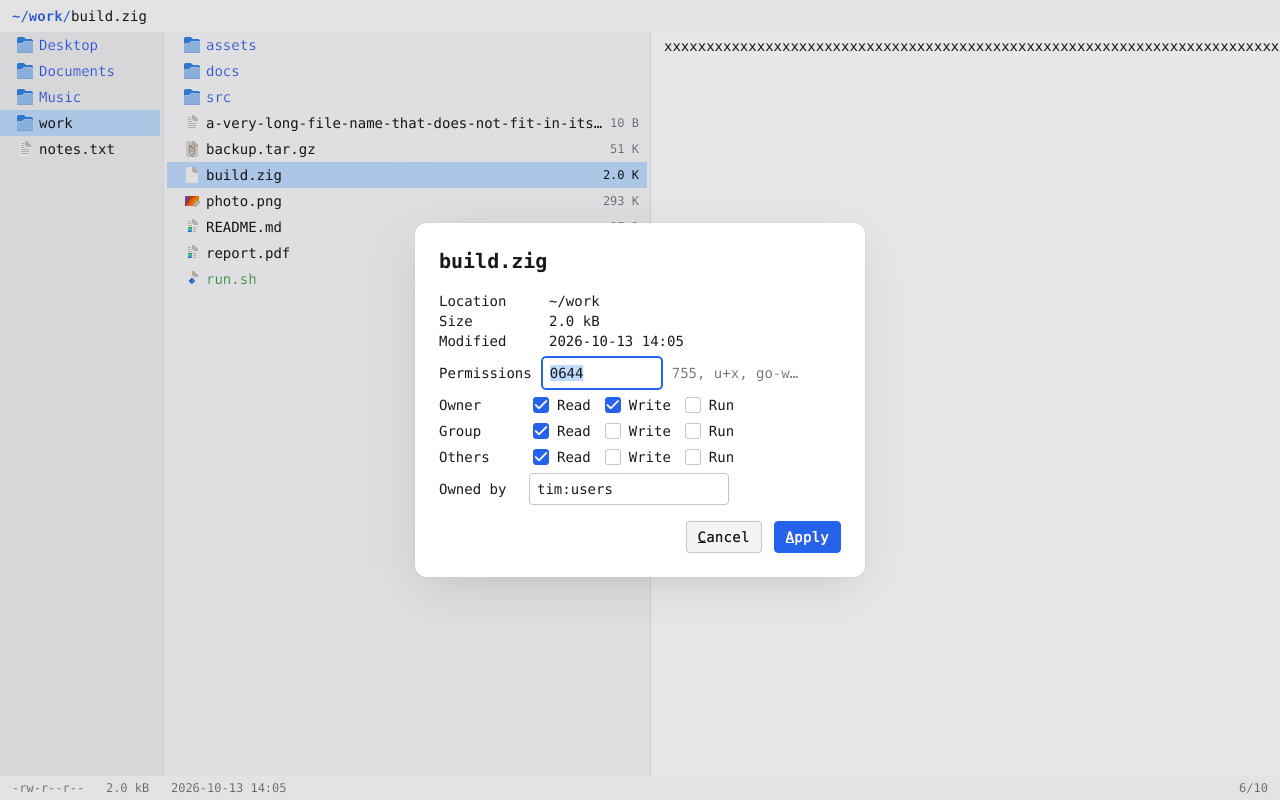 ~/work/build.zig
Desktop
Documents
Music
work
notes.txt
assets
docs
src
a-very-long-file-name-that-does-not-fit-in-its… 10 B
backup.tar.gz 51 K
build.zig 2.0 K
photo.png 293 K
README.md
report.pdf
run.sh
build.zig
Location ~/work
Size 2.0 kB
Modified 2026-10-13 14:05
Permissions 0644 755, u+x, go-w…
Owner Read Write Run
Group Read Write Run
Others Read Write Run
Owned by tim:users
Cancel Apply
-rw-r--r-- 2.0 kB 2026-10-13 14:05 6/10